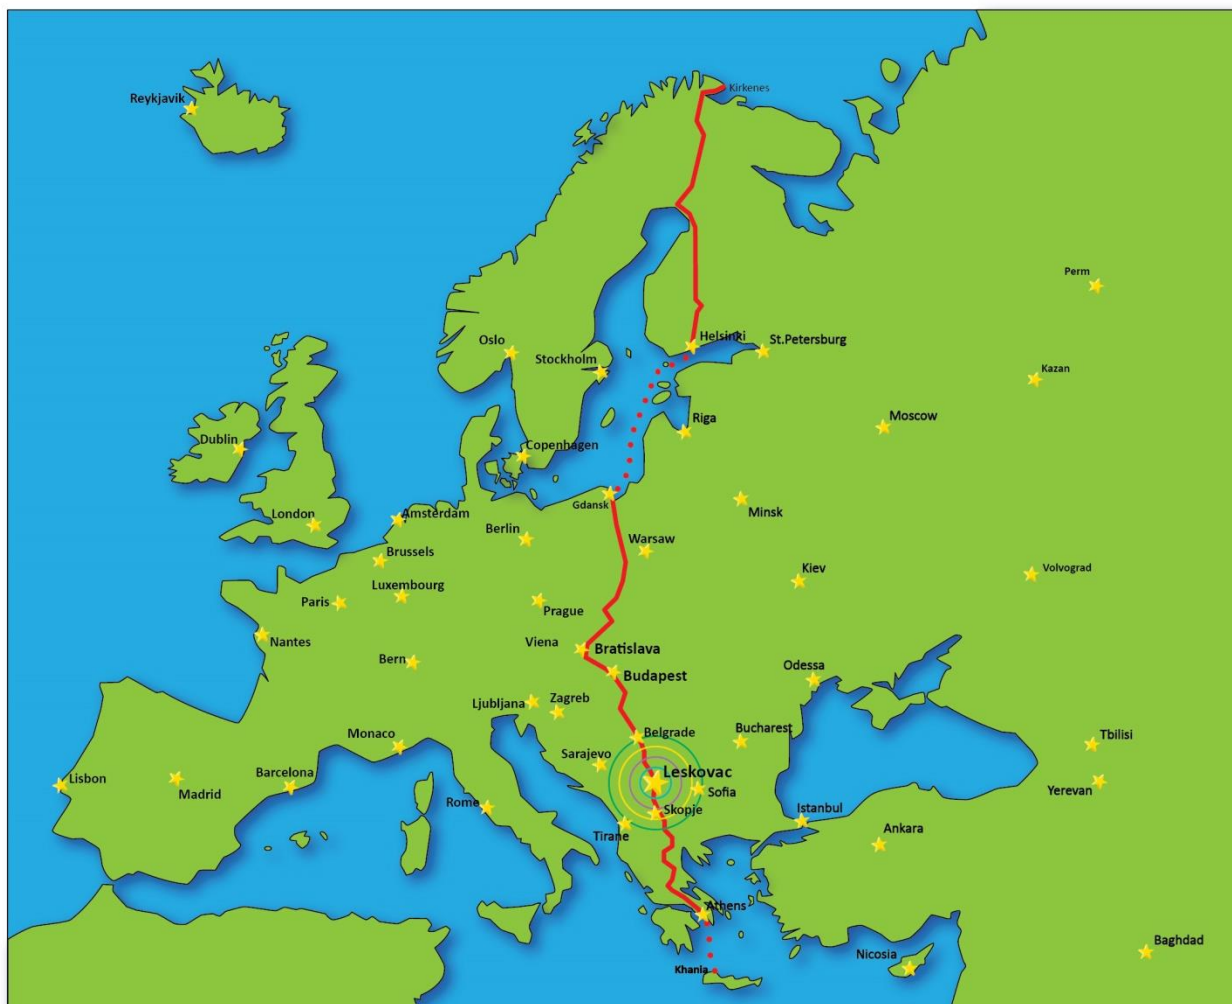 Kirkenes
Reykjavik
Perm
Helsinki
Oslo
St.Petersburg
Stockholm
Kazan
Riga
Moscow
Dublin
Copenhagen
Gdansk
Minsk
London
Amsterdam
Berlin
Warsaw
Brussels
Kiev
Volvograd
Luxembourg
Paris
Prague
Nantes
Viena
Bratislava
Bern
Budapest
Odessa
Ljubljana
Zagreb
Monaco
Belgrade
Bucharest
Tbilisi
Sarajevo
Leskovac
Lisbon
Madrid
Barcelona
Sofia
Yerevan
Rome
Skopje
Istanbul
Tirane
Ankara
Athens
Baghdad
Nicosia
Khania